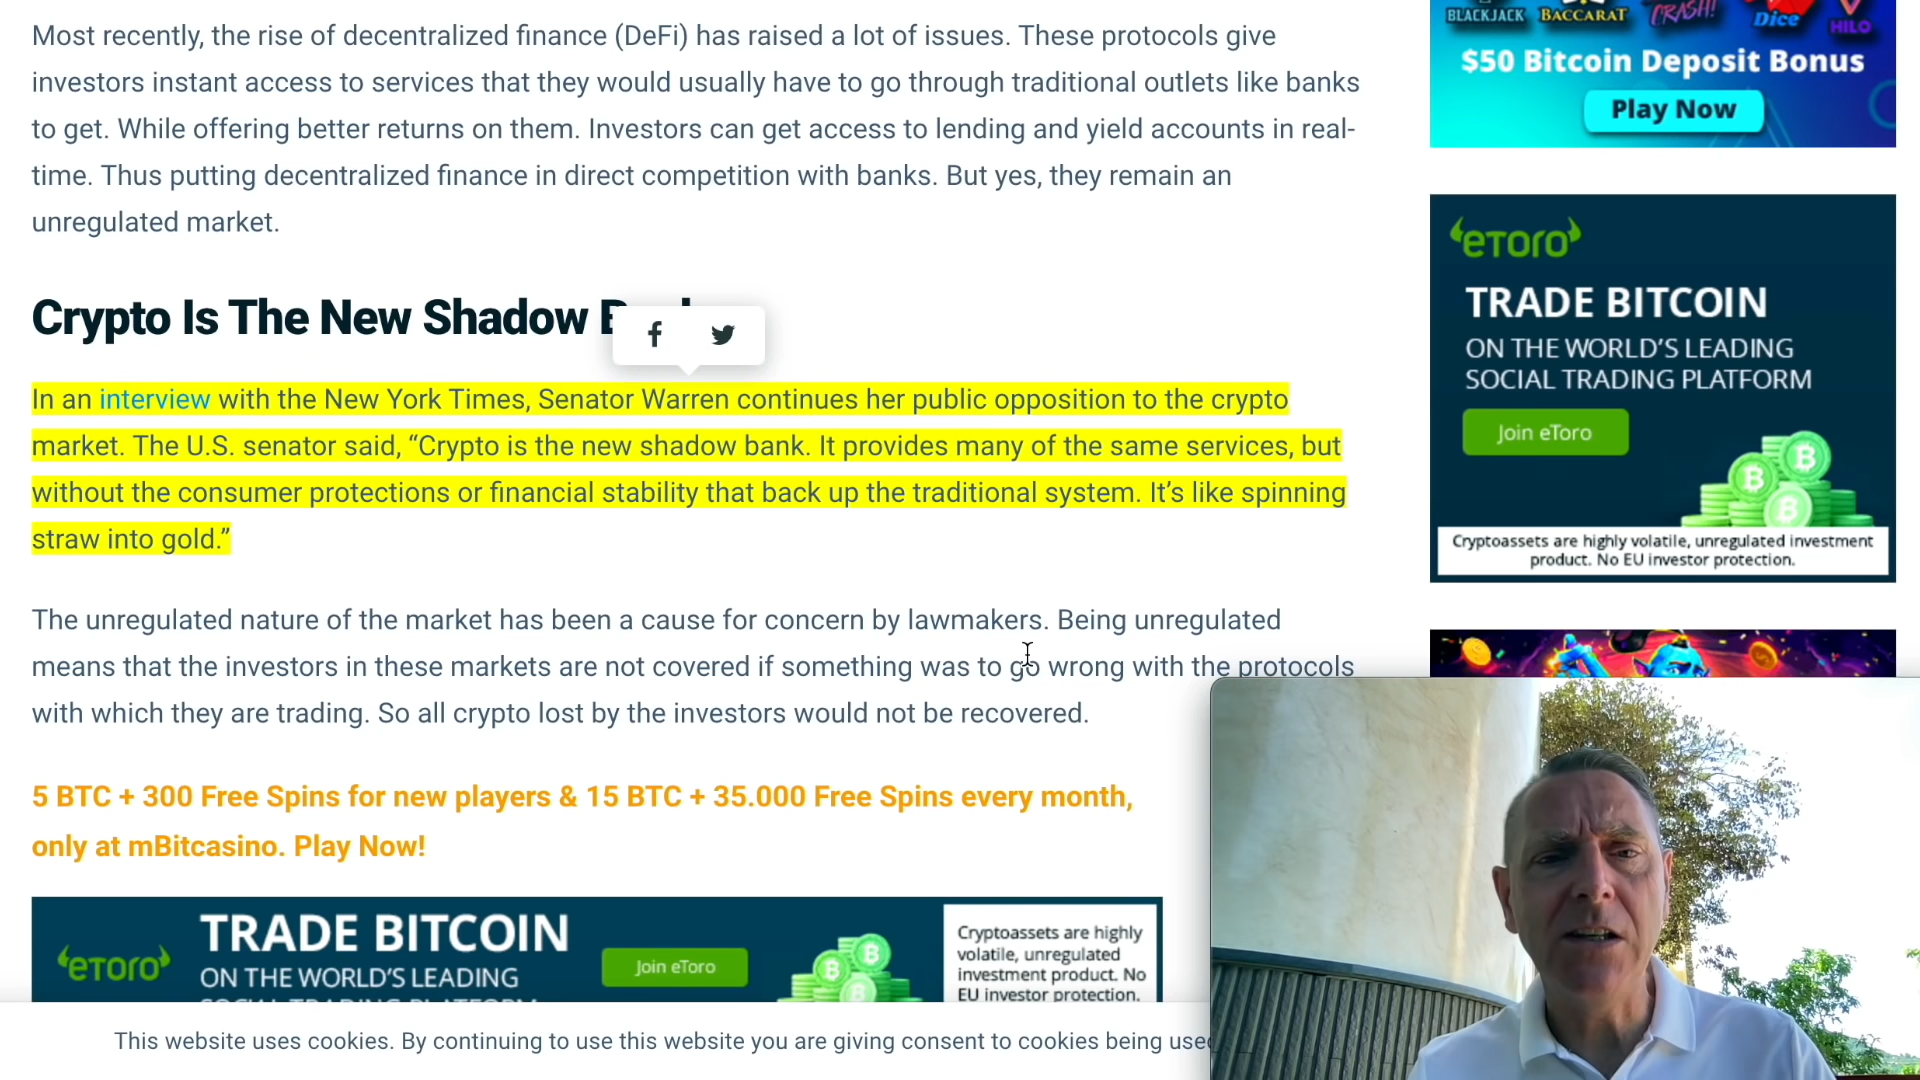 Most recently, the rise of decentralized finance (DeFi) has raised a lot of issues. These protocols give
investors instant access to services that they would usually have to go through traditional outlets like banks
to get. While offering better returns on them. Investors can get access to lending and yield accounts in real-
time. Thus putting decentralized finance in direct competition with banks. But yes, they remain an
unregulated market.
Crypto Is The New Shadow
In an interview with the New York Times, Senator Warren continues her public opposition to the crypto
market. The U.S. senator said, “Crypto is the new shadow bank. It provides many of the same services, but
without the consumer protections or financial stability that back up the traditional system. It’s like spinning
straw into gold.”
The unregulated nature of the market has been a cause for concern by lawmakers. Being unregulated
means that the investors in these markets are not covered if something was to go wrong with the protocols
with which they are trading. So all crypto lost by the investors would not be recovered.
5 BTC + 300 Free Spins for new players & 15 BTC + 35.000 Free Spins every month,
only at mBitcasino. Play Now!
eToro
TRADE BITCOIN
ON THE WORLD’S LEADING
SOCIAL TRADING PLATFORM
Join eToro
Cryptoassets are highly
volatile, unregulated
investment product. No
EU investor protection.
This website uses cookies. By continuing to use this website you are giving consent to cookies being used
BLACKJACK BACCARAT CRASH! Dice HILO
$50 Bitcoin Deposit Bonus
Play Now
eToro
TRADE BITCOIN
ON THE WORLD’S LEADING
SOCIAL TRADING PLATFORM
Join eToro
Cryptoassets are highly volatile, unregulated investment
product. No EU investor protection.